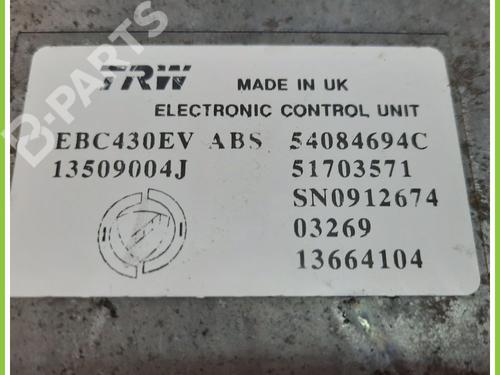 B-PARTS
TRW MADE IN UK
ELECTRONIC CONTROL UNIT
EBC430EV ABS 54084694C
13509004J 51703571
SN0912674
03269
13664104